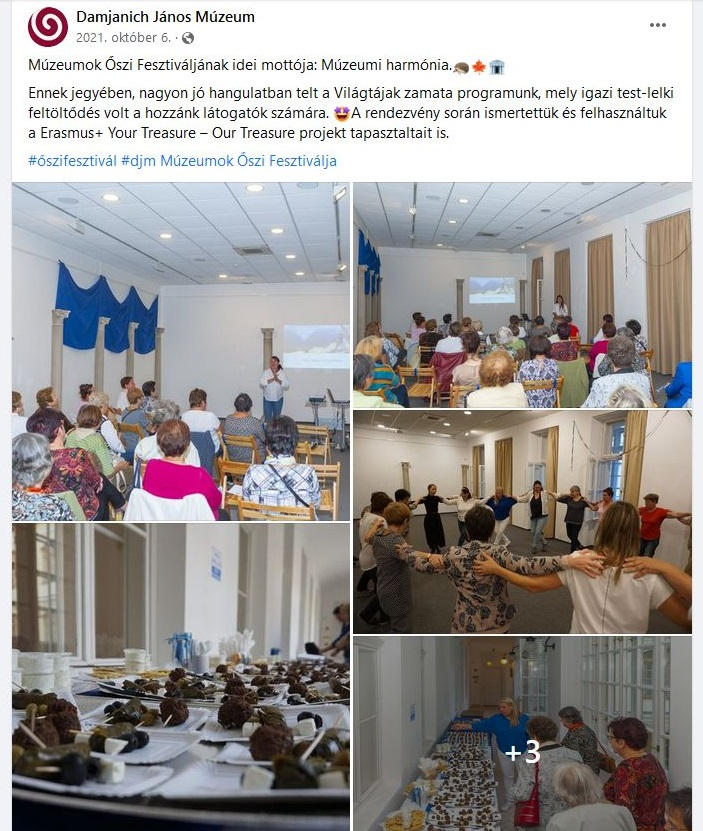 Damjanich János Múzeum
2021. október 6. ·
Múzeumok Őszi Fesztiváljának idei mottója: Múzeumi harmónia.🦔🍁🏛️
Ennek jegyében, nagyon jó hangulatban telt a Világtájak zamata programunk, mely igazi test-lelki
feltöltődés volt a hozzánk látogatók számára. 🤩A rendezvény során ismertettük és felhasználtuk
a Erasmus+ Your Treasure – Our Treasure projekt tapasztaltait is.
#őszifesztivál #djm Múzeumok Őszi Fesztiválja
+3